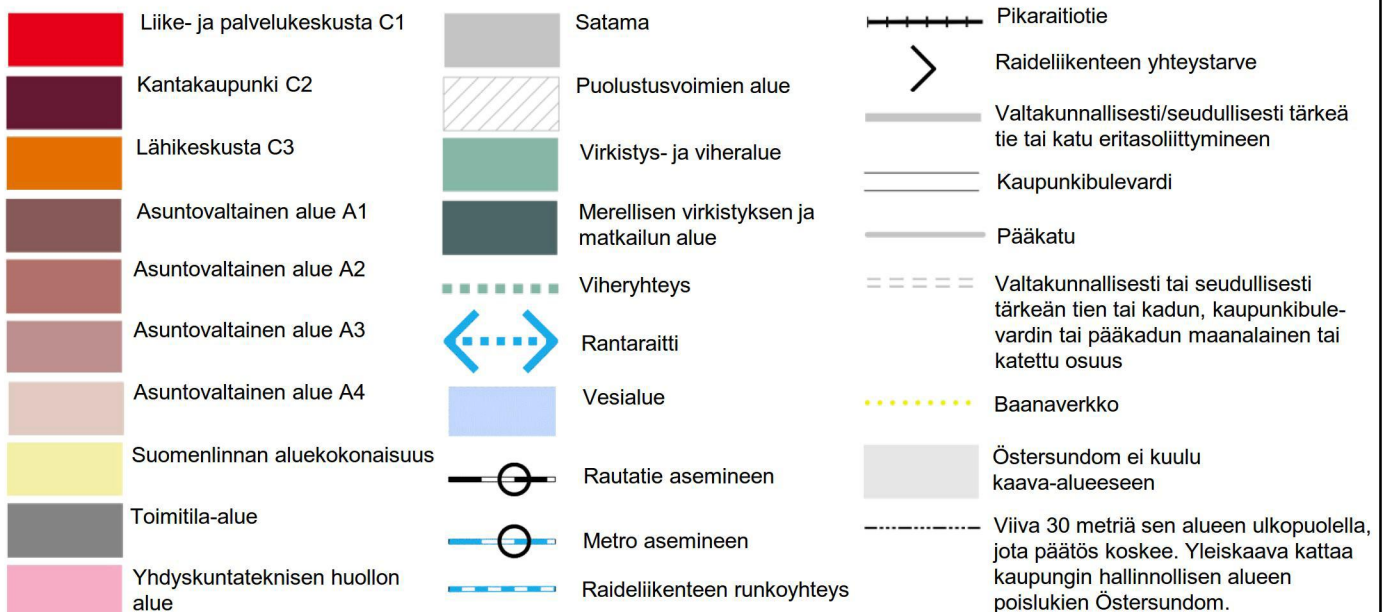 Liike- ja palvelukeskusta C1
Kantakaupunki C2
Lähikeskusta C3
Asuntovaltainen alue A1
Asuntovaltainen alue A2
Asuntovaltainen alue A3
Asuntovaltainen alue A4
Suomenlinnan aluekokonaisuus
Toimitila-alue
Yhdyskuntateknisen huollon
alue
Satama
Puolustusvoimien alue
Virkistys- ja viheralue
Merellisen virkistyksen ja
matkailun alue
Viheryhteys
Rantaraitti
Vesialue
Rautatie asemineen
Metro asemineen
Raideliikenteen runkoyhteys
Pikaraitiotie
Raideliikenteen yhteystarve
Valtakunnallisesti/seudullisesti tärkeä
tie tai katu eritasoliittymineen
Kaupunkibulevardi
Pääkatu
Valtakunnallisesti tai seudullisesti
tärkeän tien tai kadun, kaupunkibule-
vardin tai pääkadun maanalainen tai
katettu osuus
Baanaverkko
Östersundom ei kuulu
kaava-alueeseen
Viiva 30 metriä sen alueen ulkopuolella,
jota päätös koskee. Yleiskaava kattaa
kaupungin hallinnollisen alueen
poislukien Östersundom.